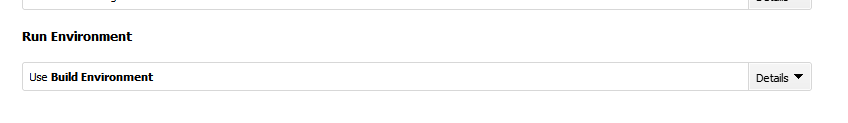 Run Environment
Use Build Environment
Details